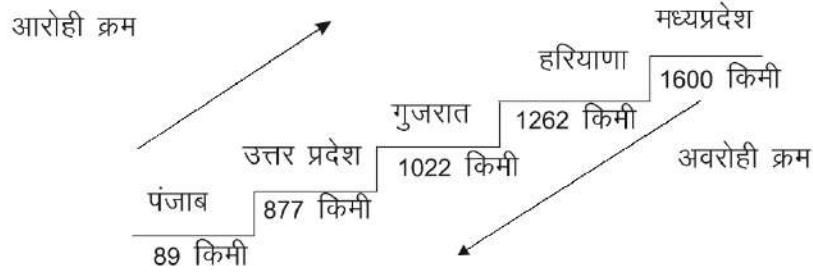 आरोही क्रम
मध्यप्रदेश
1600 किमी
हरियाणा
1262 किमी
गुजरात
1022 किमी
उत्तर प्रदेश
877 किमी
पंजाब
89 किमी
अवरोही क्रम